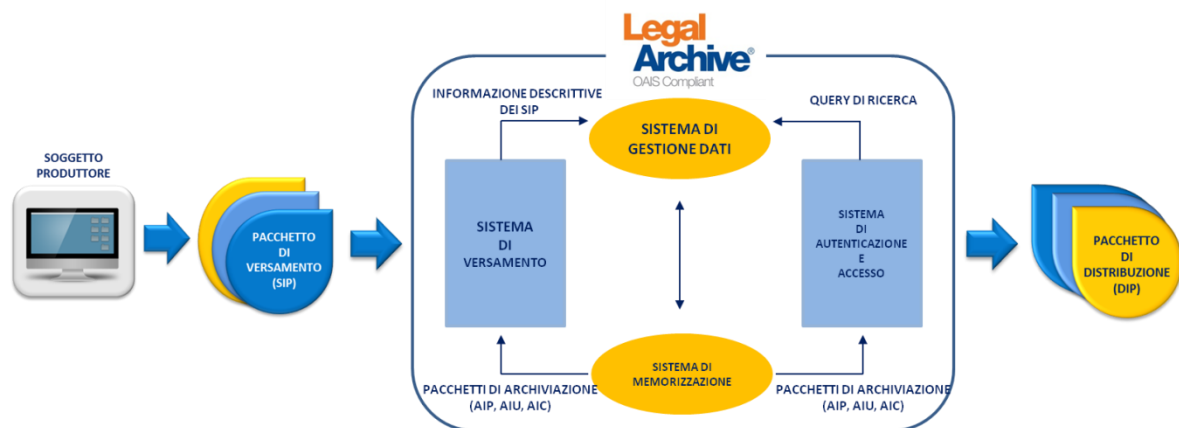 Legal
Archive®
OAIS Compliant
INFORMAZIONE DESCRITTIVE
DEI SIP
QUERY DI RICERCA
SISTEMA DI
GESTIONE DATI
SOGGETTO
PRODUTTORE
PACCHETTO
DI
VERSAMENTO
(SIP)
SISTEMA
DI
VERSAMENTO
SISTEMA
DI
AUTENTICAZIONE
E
ACCESSO
PACCHETTO
DI
DISTRIBUZIONE
(DIP)
SISTEMA DI
MEMORIZZAZIONE
PACCHETTI DI ARCHIVIAZIONE
(AIP, AIU, AIC)
PACCHETTI DI ARCHIVIAZIONE
(AIP, AIU, AIC)